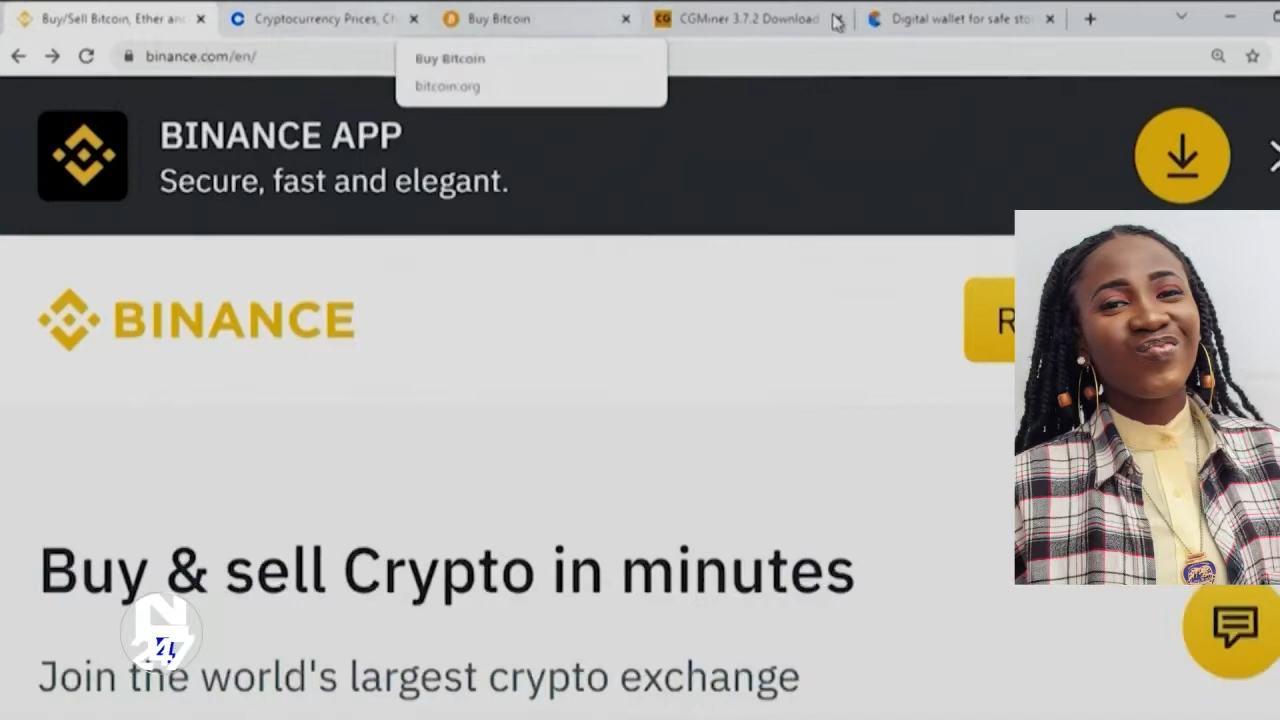 Buy/Sell Bitcoin, Ether an
Cryptocurrency Prices, Ch
Buy Bitcoin
CG
CGMiner 3.7.2 Download
Digital wallet for safe sto
binance.com/en/
Buy Bitcoin
bitcoin.org
BINANCE APP
Secure, fast and elegant.
BINANCE
R
Buy & sell Crypto in minutes
N
247
Join the world's largest crypto exchange